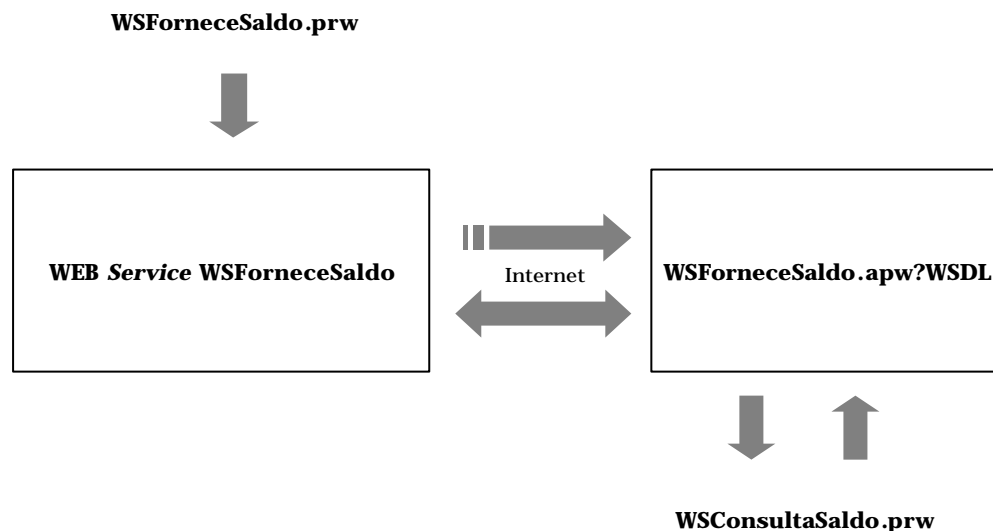 WSForneceSaldo.prw
WEB Service WSForneceSaldo
Internet
WSForneceSaldo.apw?WSDL
WSConsultaSaldo.prw